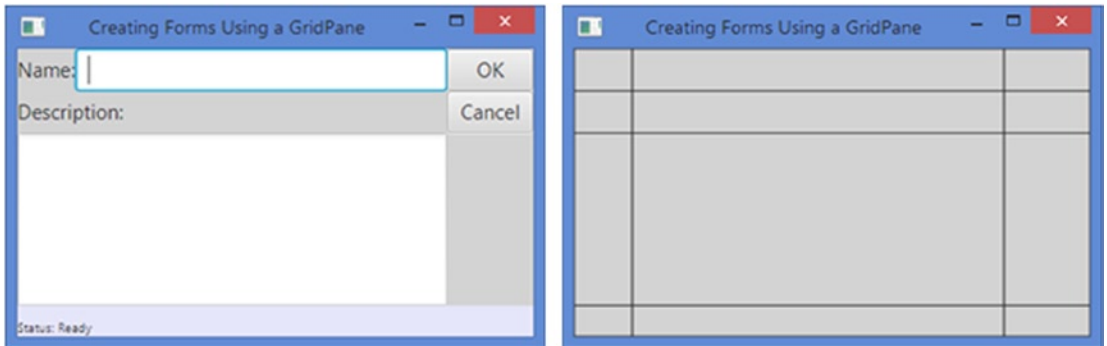 Creating Forms Using a GridPane
Name:
OK
Description:
Cancel
Status: Ready
Creating Forms Using a GridPane